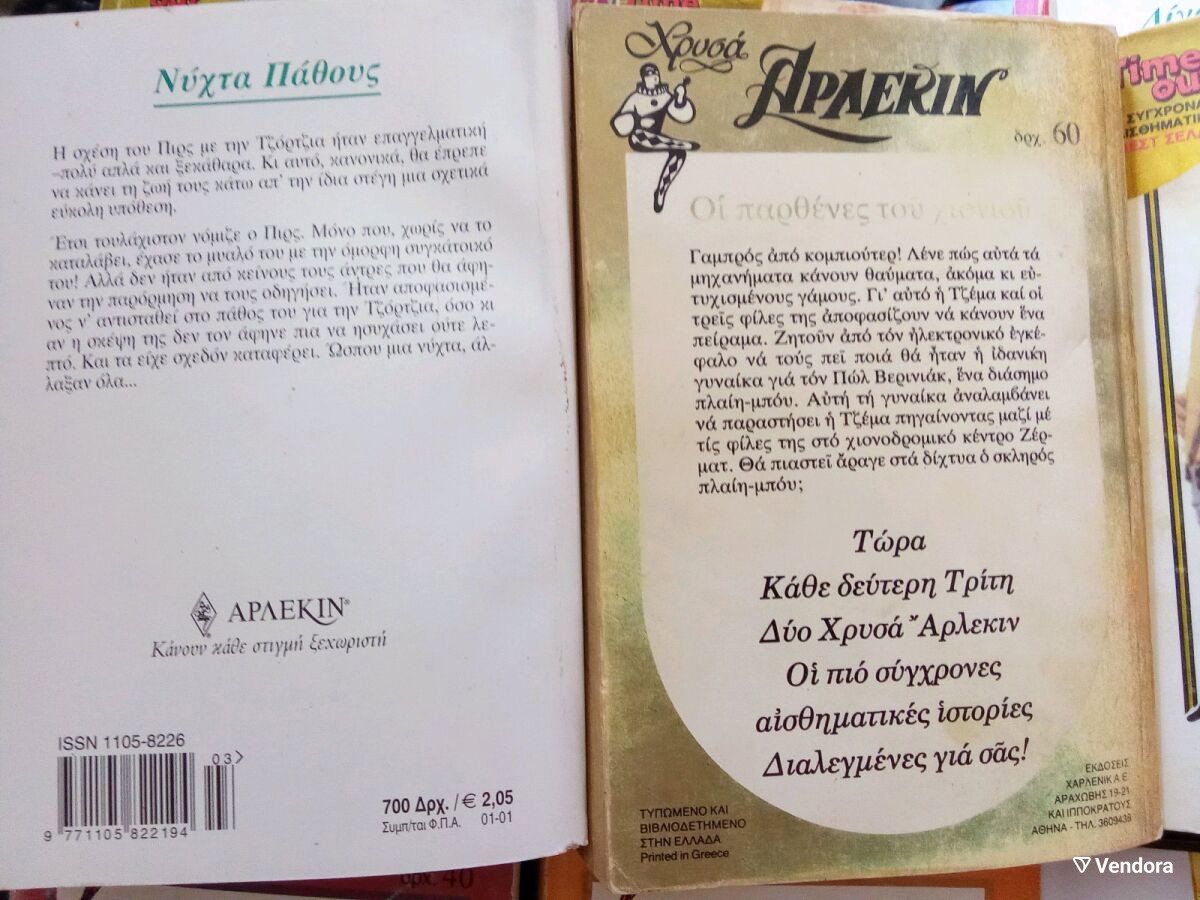 Νύχτα Πάθους
Η σχέση του Πιρς με την Τζόρτζια ήταν επαγγελματική
–πολύ απλά και ξεκάθαρα. Κι αυτό, κανονικά, θα έπρεπε
να κάνει τη ζωή τους κάτω απ’ την ίδια στέγη μια σχετικά
εύκολη υπόθεση.
Έτσι τουλάχιστον νόμιζε ο Πιρς. Μόνο που, χωρίς να το
καταλάβει, έχασε το μυαλό του με την όμορφη συγκάτοικό
του! Αλλά δεν ήταν από κείνους τους άντρες που θα άφη-
ναν την παρόρμηση να τους οδηγήσει. Ήταν αποφασισμέ-
νος ν’ αντισταθεί στο πάθος του για την Τζόρτζια, όσο κι
αν η σκέψη της δεν τον άφηνε πια να ησυχάσει ούτε λε-
πτό. Και τα είχε σχεδόν καταφέρει. Ώσπου μια νύχτα, άλ-
λαξαν όλα...
ΑΡΛΕΚΙΝ®
Κάνουν κάθε στιγμή ξεχωριστή
ISSN 1105-8226
03>
9 771105 822194
700 Δρχ. / € 2,05
Συμπ/ται Φ.Π.Α. 01-01
Χρυσά
ΑΡΛΕΚΙΝ
δρχ. 60
Οἱ παρθένες τοῦ χιονιοῦ
Γαμπρός ἀπό κομπιούτερ! Λένε πώς αὐτά τά
μηχανήματα κάνουν θαύματα, ἀκόμα κι εὐ-
τυχισμένους γάμους. Γι’ αὐτό ἡ Τζέμα καί οἱ
τρεῖς φίλες της ἀποφασίζουν νά κάνουν ἕνα
πείραμα. Ζητοῦν ἀπό τόν ἠλεκτρονικό ἐγκέ-
φαλο νά τούς πεῖ ποιά θά ἦταν ἡ ἰδανικη
γυναίκα γιά τόν Πώλ Βερινιάκ, ἕνα διάσημο
πλαίη-μπόυ. Αὐτή τή γυναίκα ἀναλαμβάνει
νά παραστήσει ἡ Τζέμα πηγαίνοντας μαζί μέ
τίς φίλες της στό χιονοδρομικό κέντρο Ζέρ-
ματ. Θά πιαστεῖ ἄραγε στά δίχτυα ὁ σκληρός
πλαίη-μπόυ;
Τώρα
Κάθε δεύτερη Τρίτη
Δύο Χρυσά Ἄρλεκιν
Οἱ πιό σύγχρονες
αἰσθηματικές ἱστορίες
Διαλεγμένες γιά σᾶς!
ΤΥΠΩΜΕΝΟ ΚΑΙ
ΒΙΒΛΙΟΔΕΤΗΜΕΝΟ
ΣΤΗΝ ΕΛΛΑΔΑ
Printed in Greece
ΕΚΔΟΣΕΙΣ
ΧΑΡΛΕΝΙΚ Α.Ε.
ΑΡΑΧΩΒΗΣ 19-21
ΚΑΙ ΙΠΠΟΚΡΑΤΟΥΣ
ΑΘΗΝΑ - ΤΗΛ. 3609438
Time
δρχ. 40
Vendora